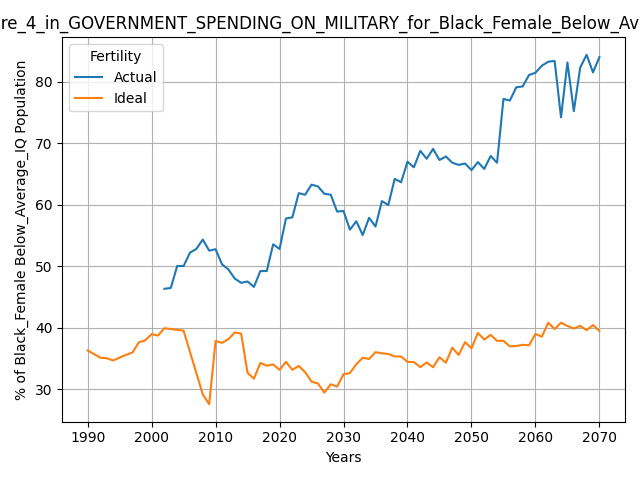 re_4_in_GOVERNMENT_SPENDING_ON_MILITARY_for_Black_Female_Below_Av
Fertility
Actual
Ideal
% of Black_Female Below_Average_IQ Population
80
70
60
50
40
30
1990 2000 2010 2020 2030 2040 2050 2060 2070
Years